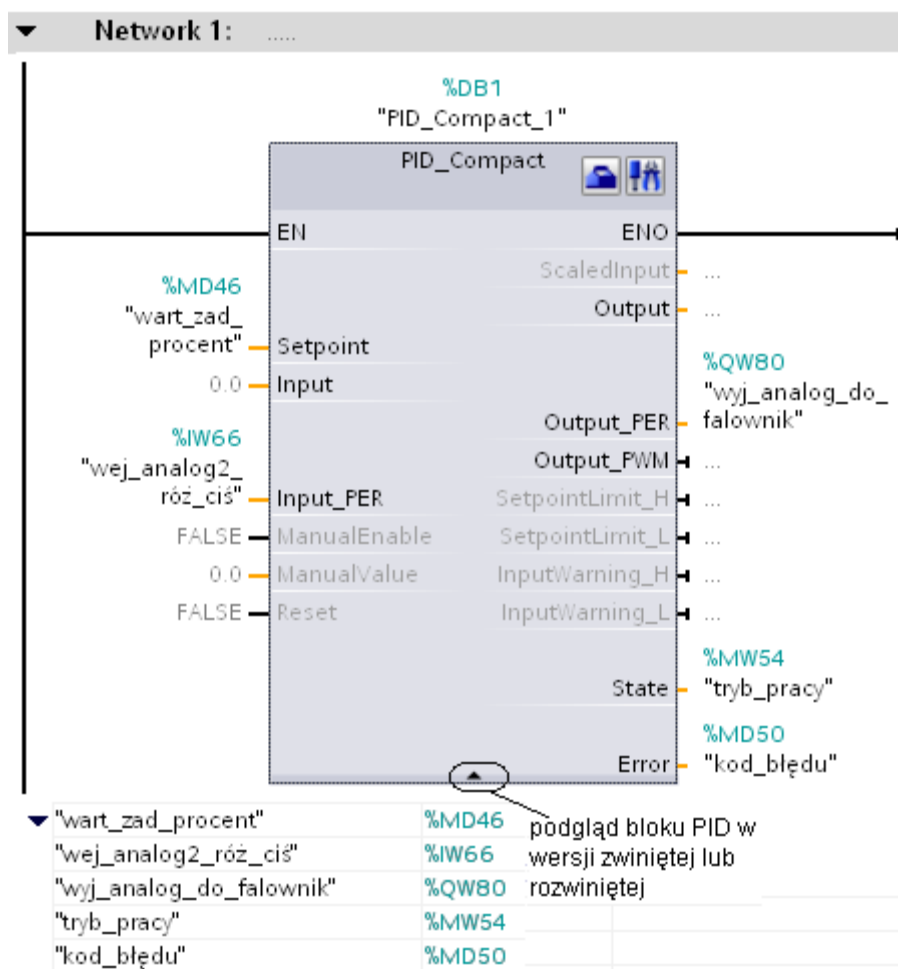 Network 1: .....
%DB1
"PID_Compact_1"
PID_Compact
EN ENO
ScaledInput ...
%MD46
"wart_zad_
procent" Setpoint
Output ...
0.0 Input
%QW80
"wyj_analog_do_
falownik"
Output_PER
%IW66
"wej_analog2_
róż_ciś" Input_PER
Output_PWM ...
SetpointLimit_H ...
FALSE ManualEnable SetpointLimit_L ...
0.0 ManualValue InputWarning_H ...
FALSE Reset InputWarning_L ...
%MW54
State "tryb_pracy"
%MD50
Error "kod_błędu"
"wart_zad_procent" %MD46
"wej_analog2_róż_ciś" %IW66
"wyj_analog_do_falownik" %QW80
"tryb_pracy" %MW54
"kod_błędu" %MD50
podgląd bloku PID w
wersji zwiniętej lub
rozwiniętej